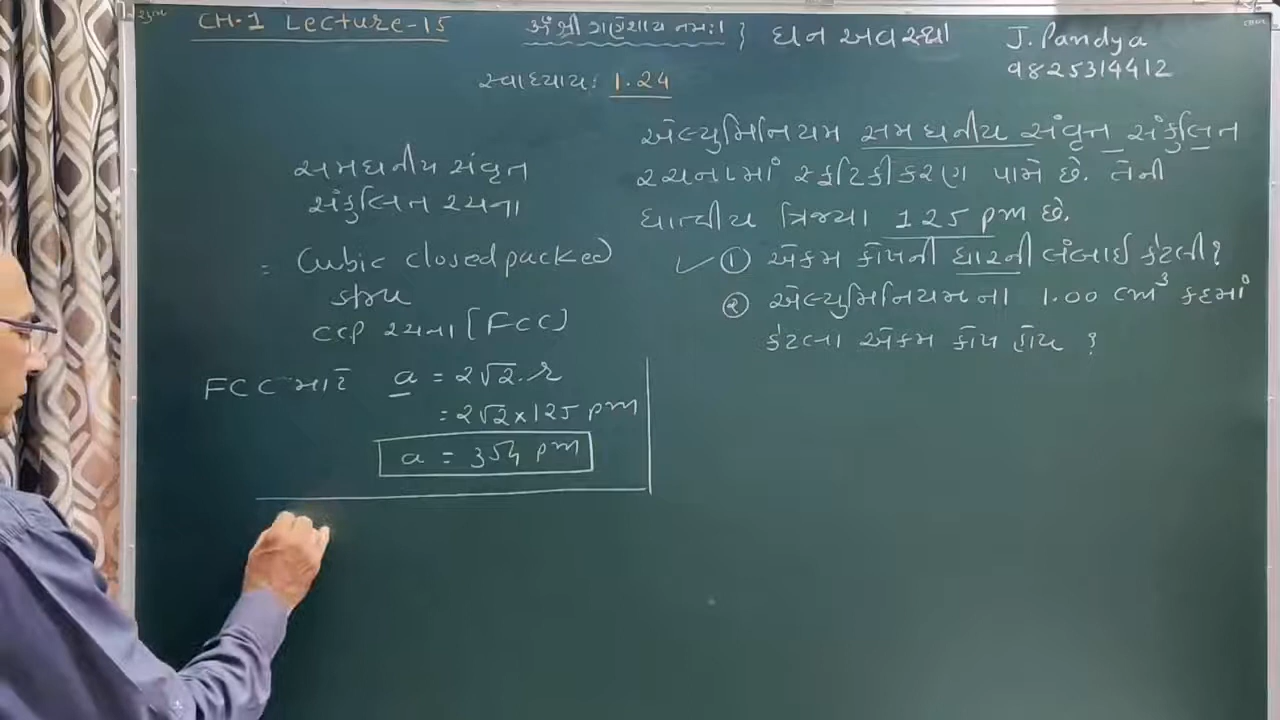 CH.1 Lecture-15
ૐ શ્રી ગણેશાય નમઃ। ; ઘન અવસ્થા
J. Pandya
9825314412
સ્વાધ્યાય: 1.24
ઍલ્યુમિનિયમ સમઘનીય સંવૃત્ત સંકુલિત
રચનામાં સ્ફટિકીકરણ પામે છે. તેની
ધાત્વીય ત્રિજ્યા 125 pm છે.
① એકમ કોષની ધારની લંબાઈ કેટલી?
② ઍલ્યુમિનિયમના 1.00 cm³ કદમાં
કેટલા એકમ કોષ હોય ?
સમઘનીય સંવૃત્ત
સંકુલિત રચના
= Cubic closed packed
CCP રચના [FCC]
FCC માટે a = 2√2.r
= 2√2 × 125 pm
a = 354 pm